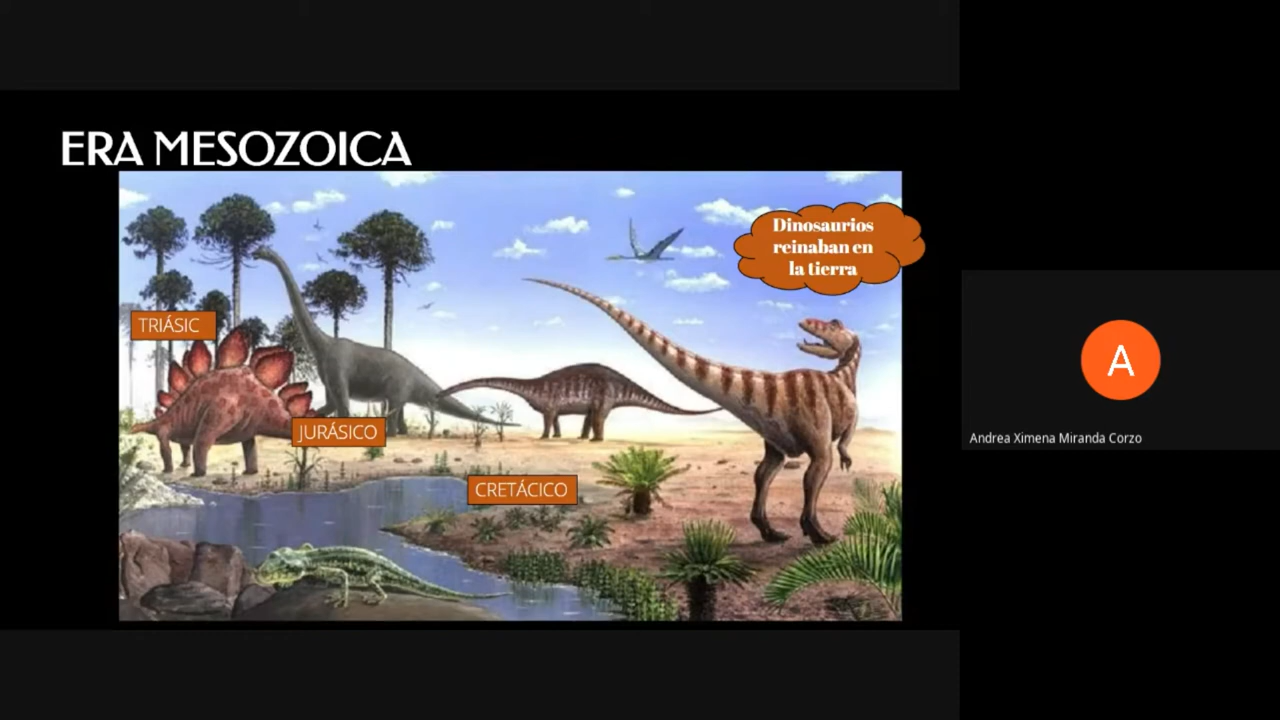 ERA MESOZOICA
Dinosaurios
reinaban en
la tierra
TRIÁSIC
JURÁSICO
CRETÁCICO
A
Andrea Ximena Miranda Corzo